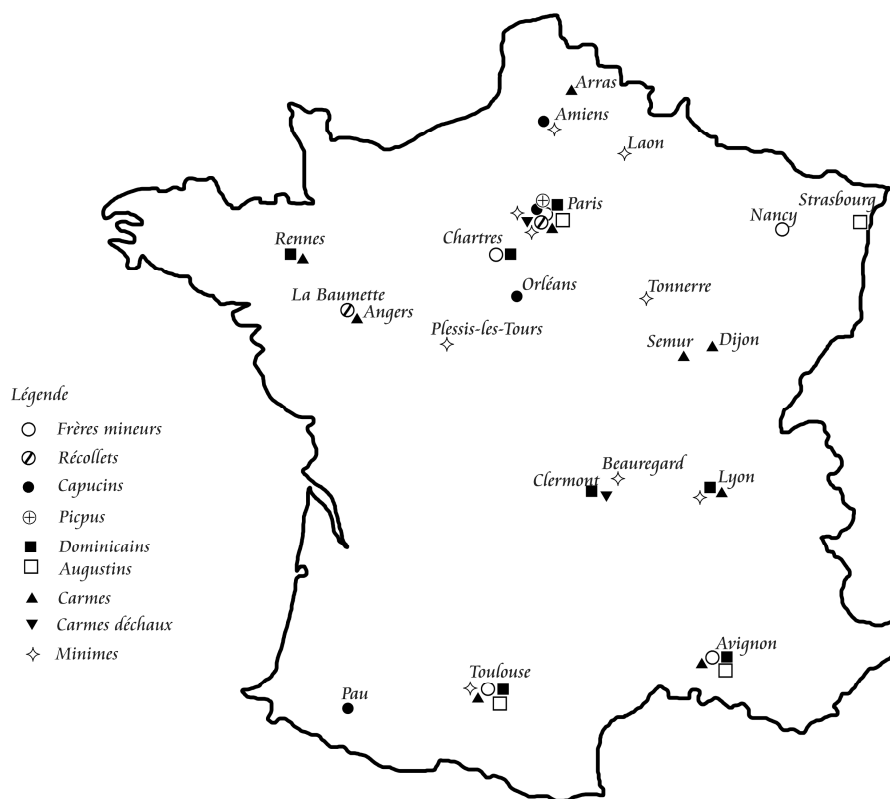 Arras
Amiens
Laon
Paris
Strasbourg
Nancy
Chartres
Rennes
Orléans
Tonnerre
La Baumette
Angers
Plessis-les-Tours
Semur
Dijon
Légende
Frères mineurs
Récollets
Capucins
Picpus
Dominicains
Augustins
Carmes
Carmes déchaux
Minimes
Beauregard
Clermont
Lyon
Avignon
Toulouse
Pau